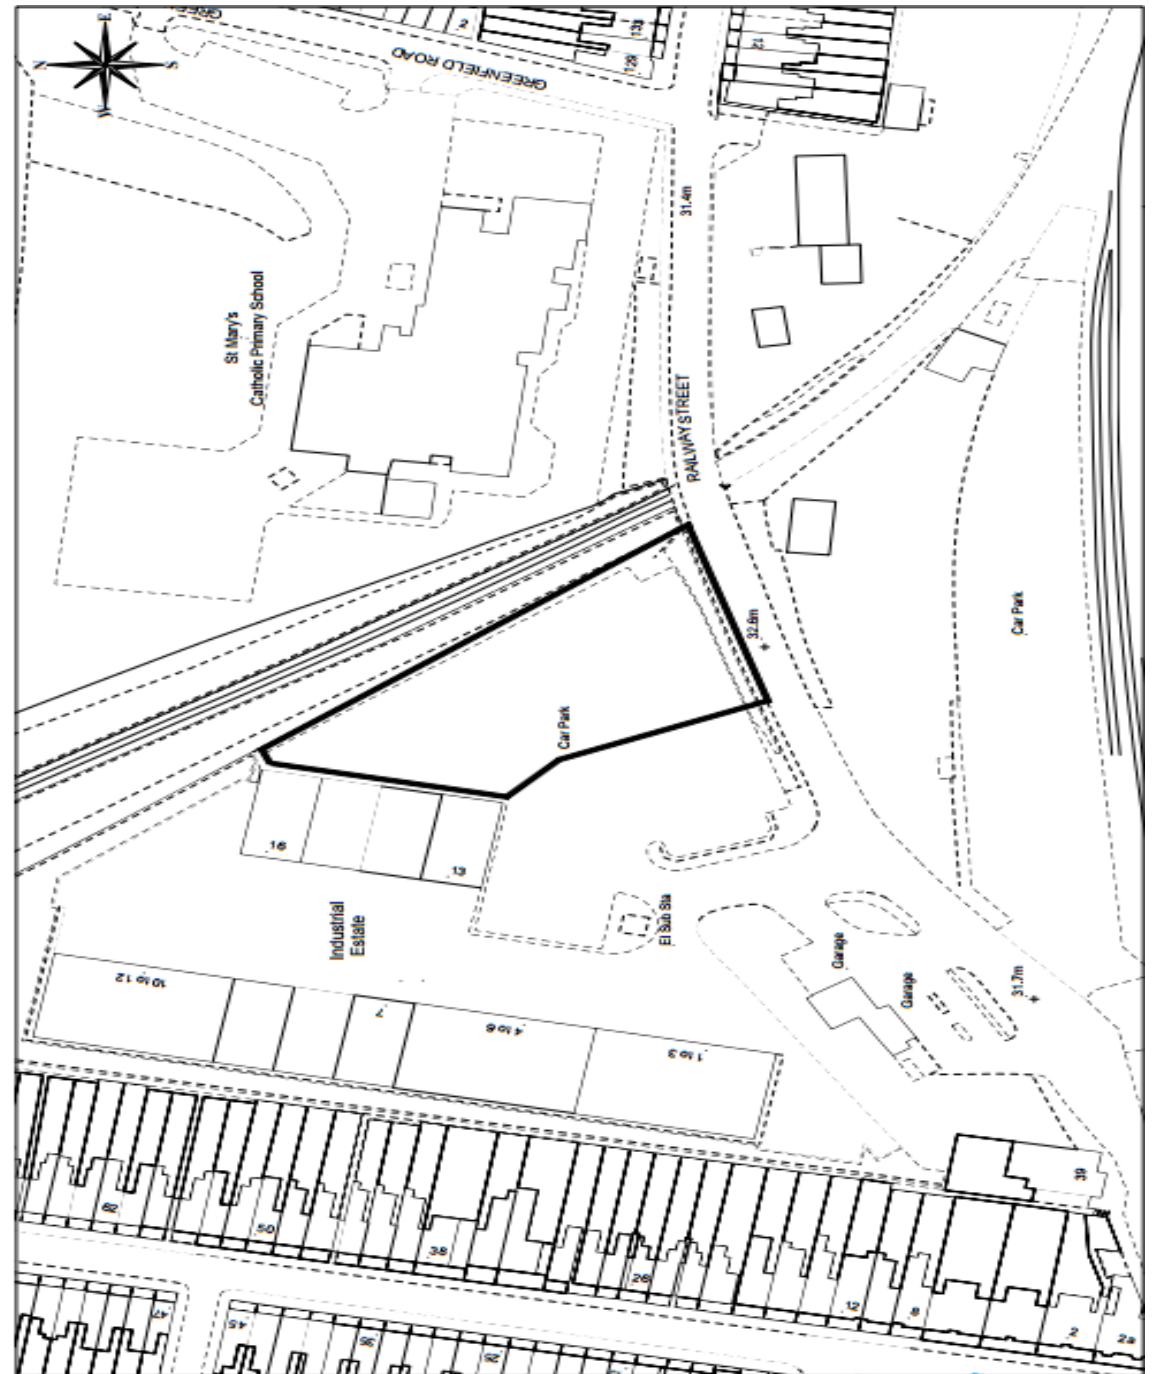 E
N
S
W
GREENFIELD ROAD
2
133
129
12
31.4m
St Mary's
Catholic Primary School
RAILWAY STREET
32.6m
Car Park
Car Park
16
13
Industrial
Estate
El Sub Sta
Garage
Garage
31.7m
10 to 12
7
4 to 6
1 to 3
39
62
50
38
26
12
8
2
2a
47
45